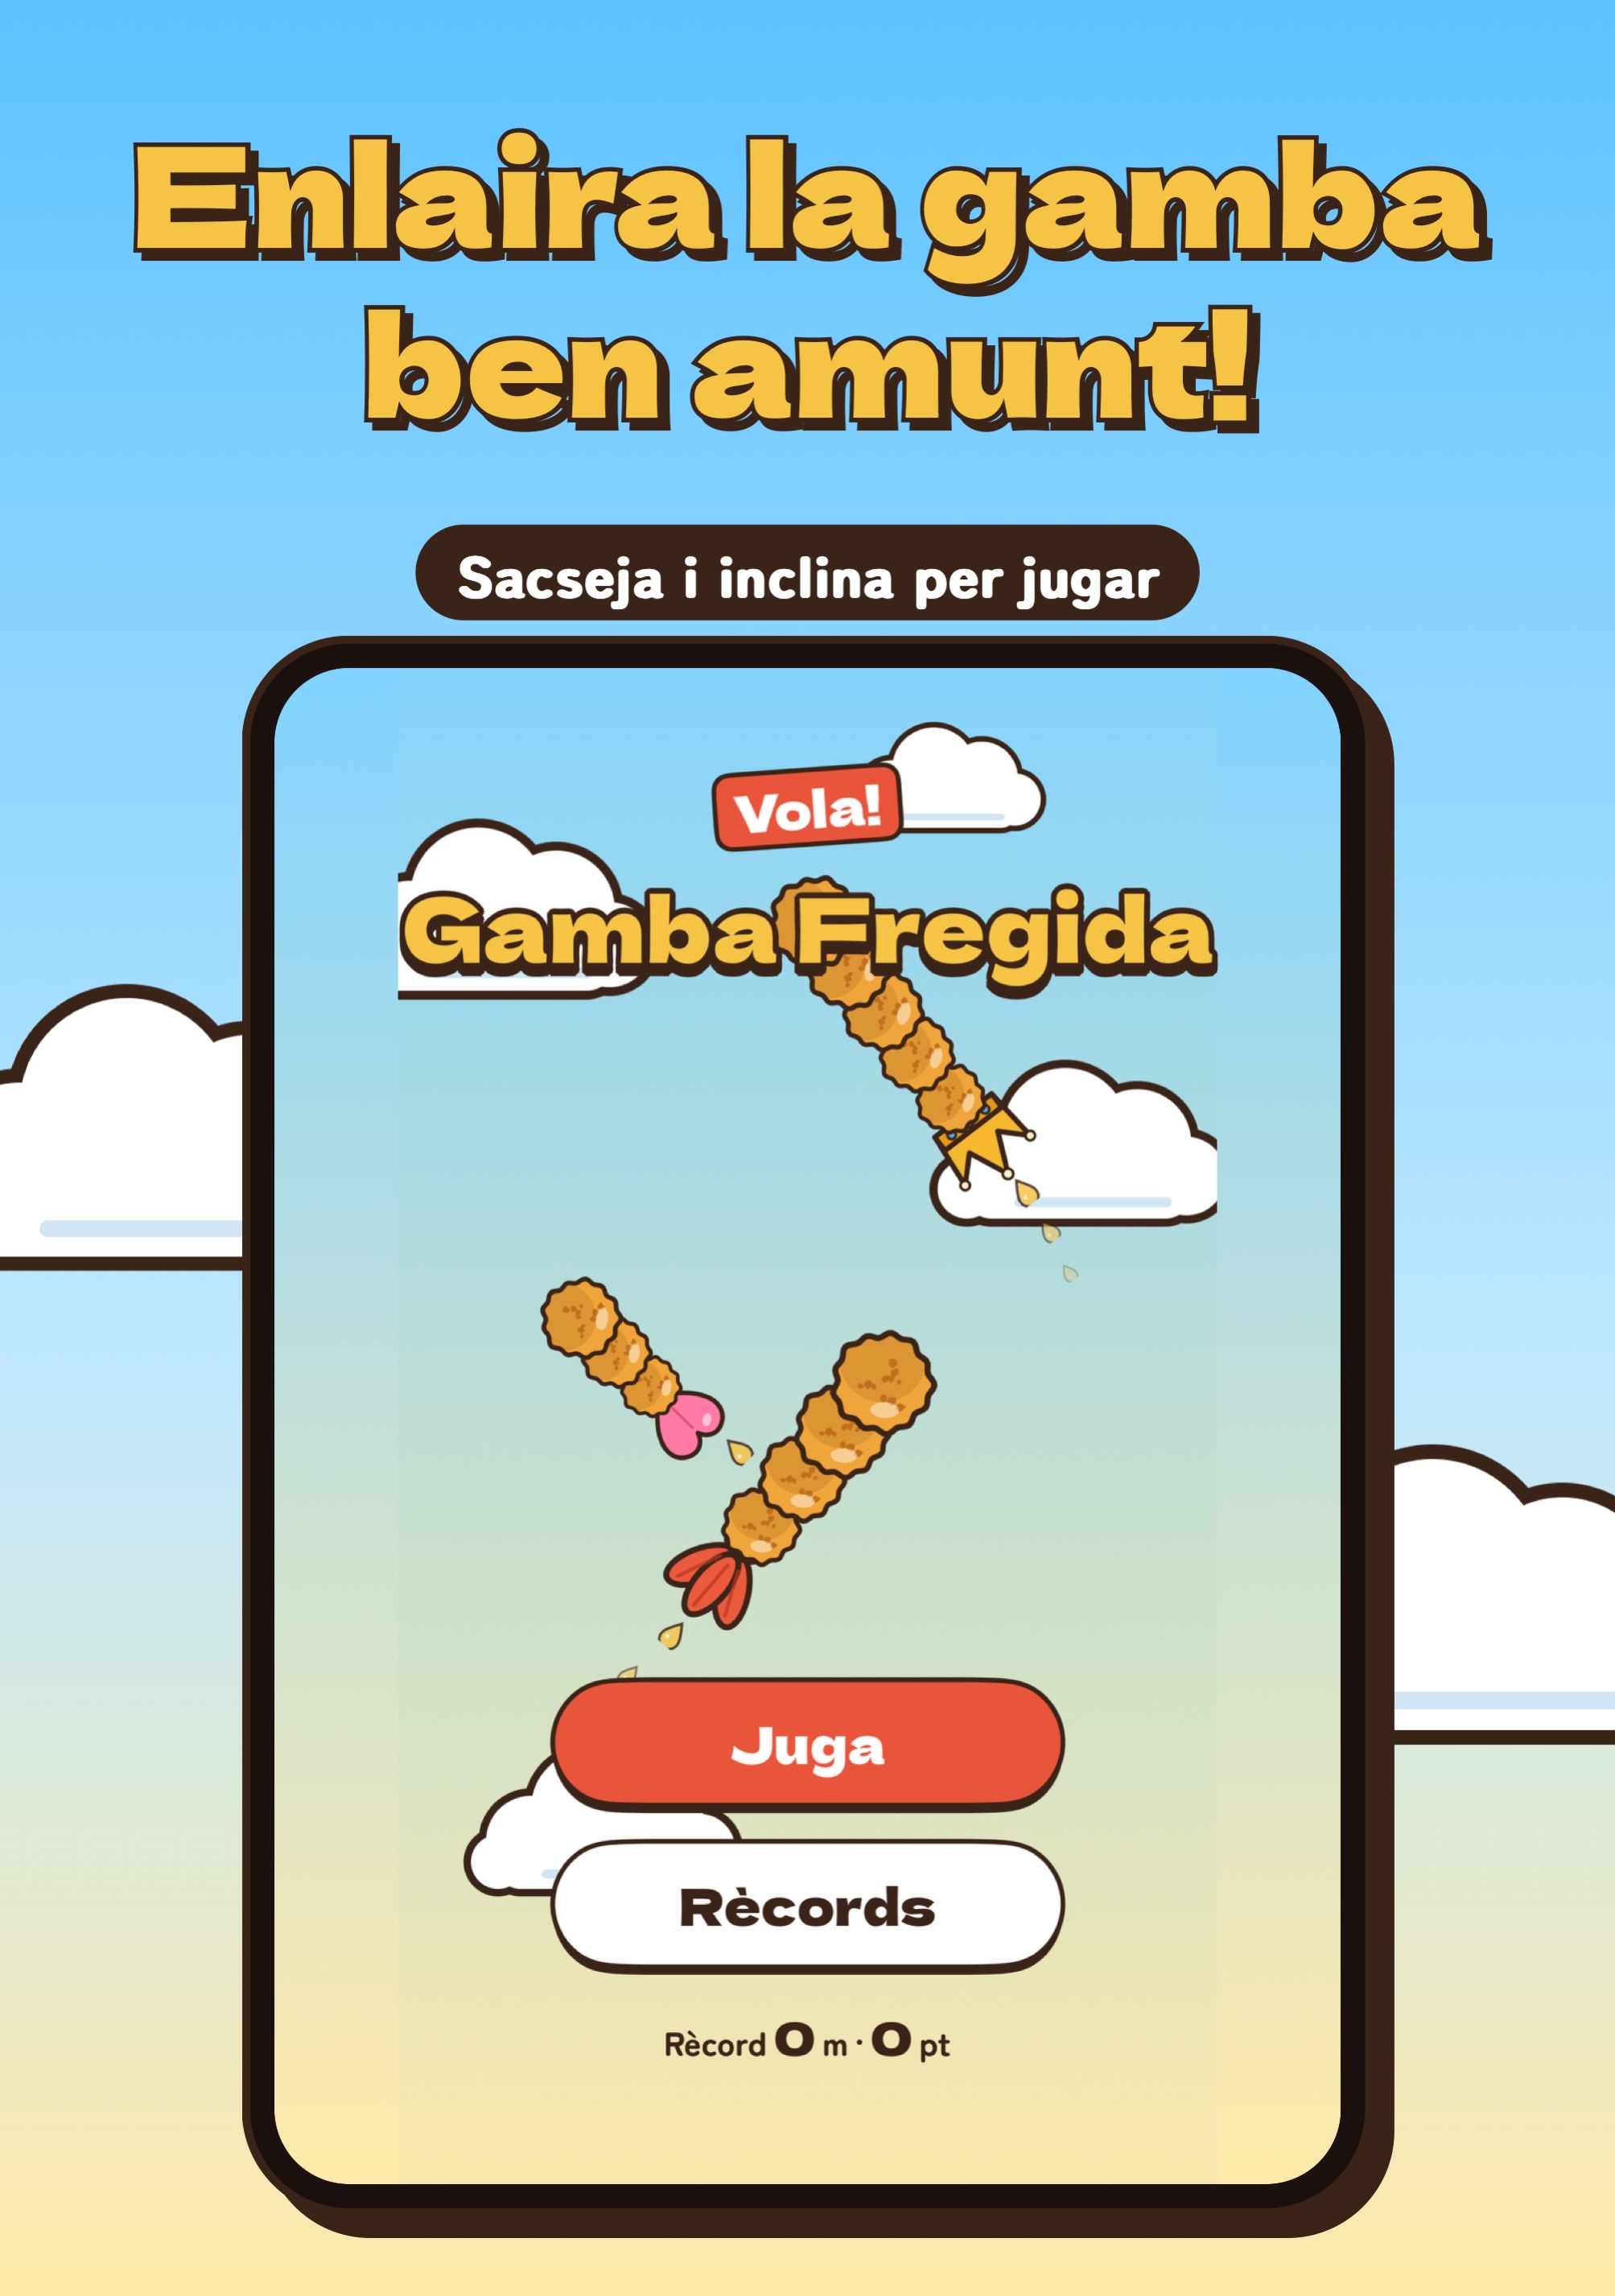 Enlaira la gamba
ben amunt!
Sacseja i inclina per jugar
Vola!
Gamba Fregida
Juga
Rècords
Rècord 0 m · 0 pt